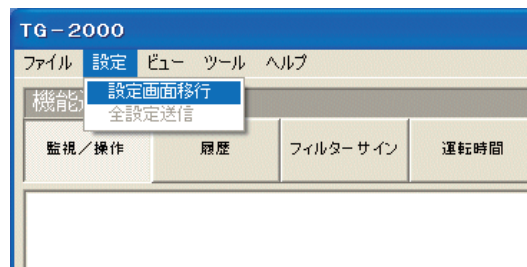 TG-2000
ファイル 設定 ビュー ツール ヘルプ
機能
設定画面移行
全設定送信
監視/操作 履歴 フィルターサイン 運転時間